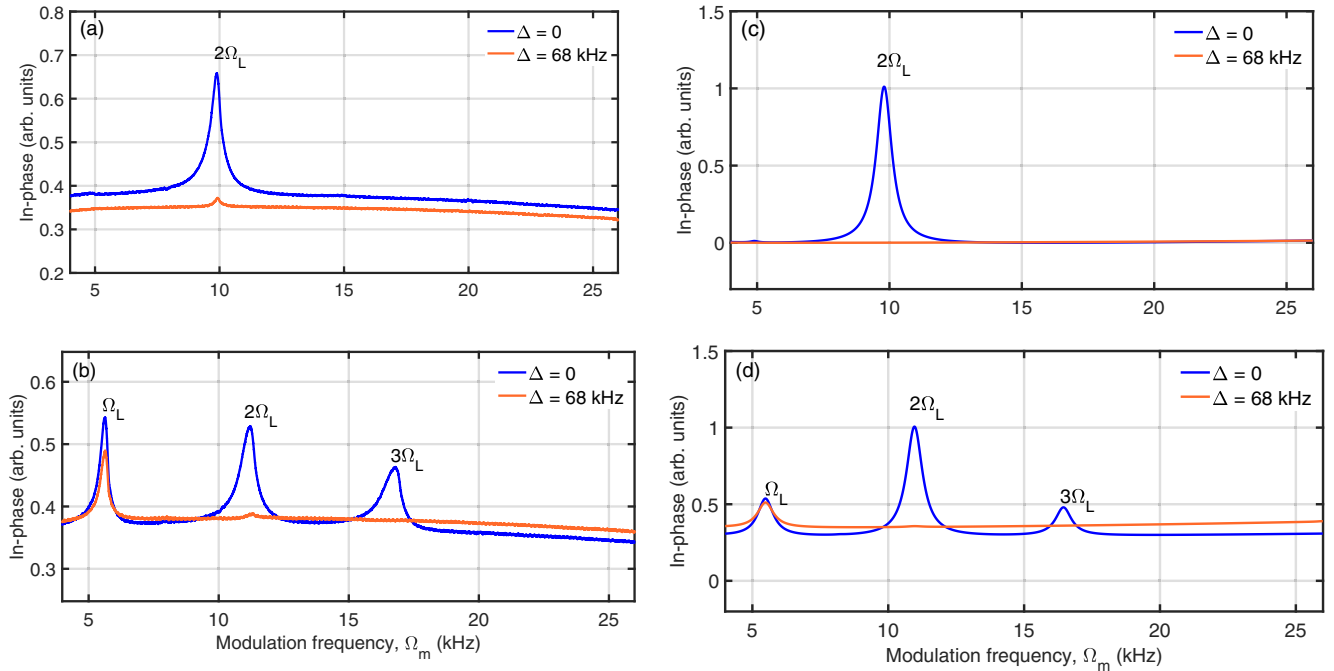 (a)
Δ = 0
Δ = 68 kHz
2Ω_L
In-phase (arb. units)
0.8
0.7
0.6
0.5
0.4
0.3
0.2
5 10 15 20 25
(c)
Δ = 0
Δ = 68 kHz
2Ω_L
In-phase (arb. units)
1.5
1
0.5
0
5 10 15 20 25
(b)
Δ = 0
Δ = 68 kHz
Ω_L
2Ω_L
3Ω_L
In-phase (arb. units)
0.6
0.5
0.4
0.3
5 10 15 20 25
Modulation frequency, Ω_m (kHz)
(d)
Δ = 0
Δ = 68 kHz
Ω_L
2Ω_L
3Ω_L
In-phase (arb. units)
1.5
1
0.5
0
5 10 15 20 25
Modulation frequency, Ω_m (kHz)